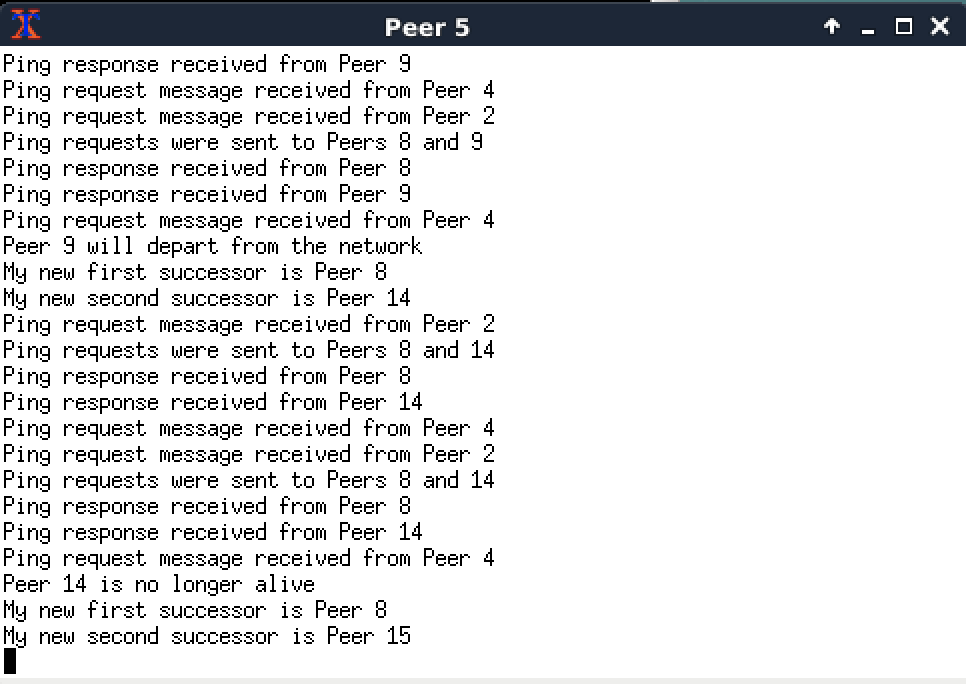 Peer 5
Ping response received from Peer 9
Ping request message received from Peer 4
Ping request message received from Peer 2
Ping requests were sent to Peers 8 and 9
Ping response received from Peer 8
Ping response received from Peer 9
Ping request message received from Peer 4
Peer 9 will depart from the network
My new first successor is Peer 8
My new second successor is Peer 14
Ping request message received from Peer 2
Ping requests were sent to Peers 8 and 14
Ping response received from Peer 8
Ping response received from Peer 14
Ping request message received from Peer 4
Ping request message received from Peer 2
Ping requests were sent to Peers 8 and 14
Ping response received from Peer 8
Ping response received from Peer 14
Ping request message received from Peer 4
Peer 14 is no longer alive
My new first successor is Peer 8
My new second successor is Peer 15